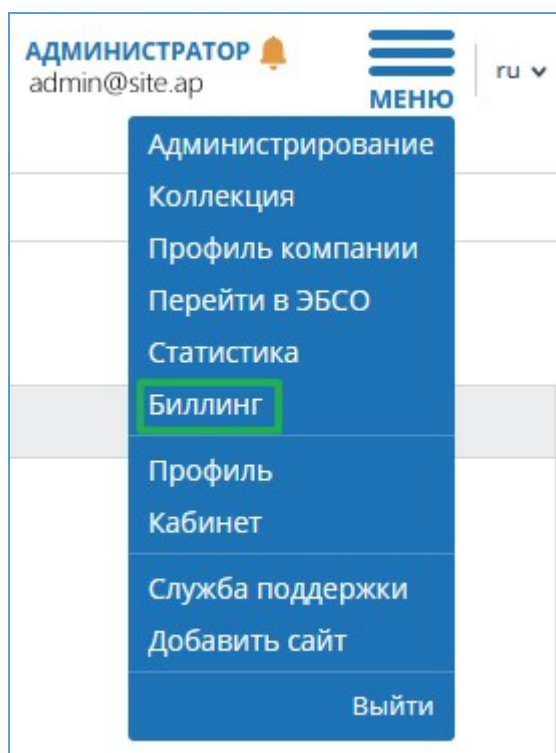 АДМИНИСТРАТОР
admin@site.ap
МЕНЮ
ru
Администрирование
Коллекция
Профиль компании
Перейти в ЭБСО
Статистика
Биллинг
Профиль
Кабинет
Служба поддержки
Добавить сайт
Выйти